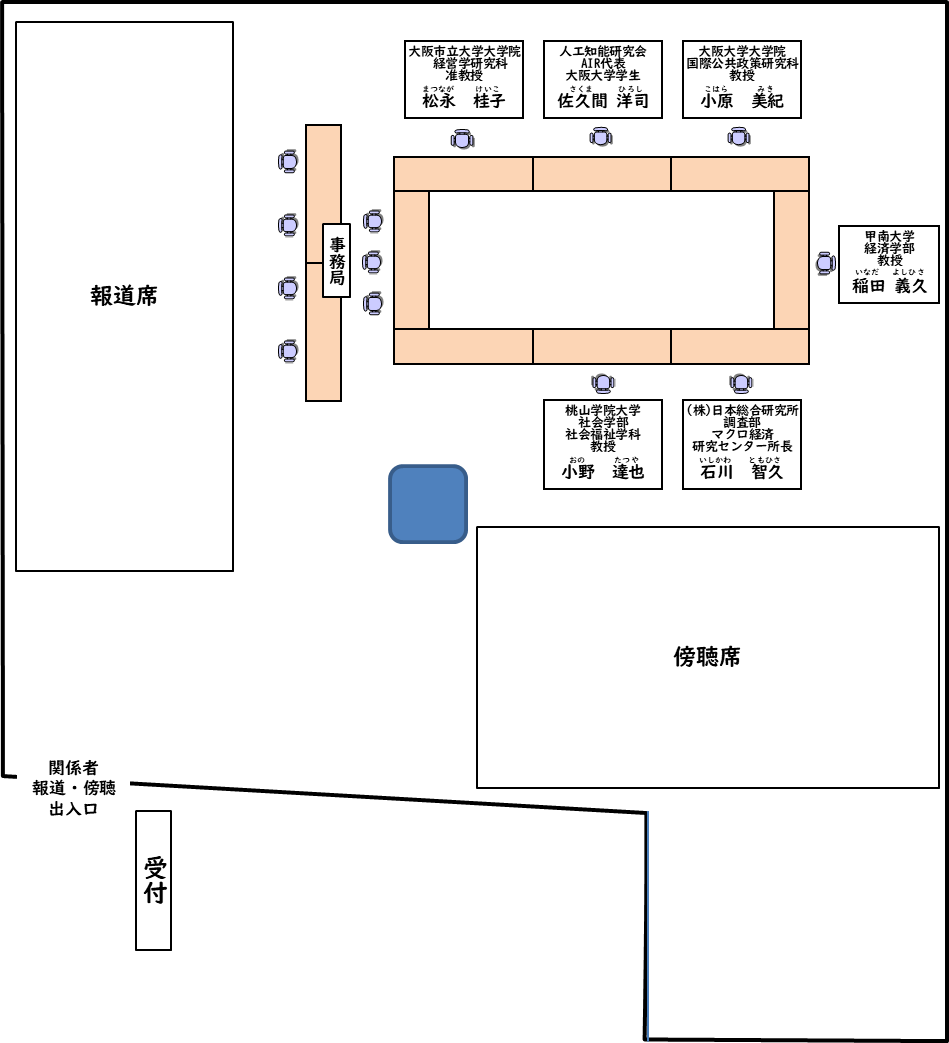 大阪市立大学大学院
経営学研究科
准教授
まつなが けいこ
松永 桂子
人工知能研究会
AIR代表
大阪大学学生
さくま ひろし
佐久間 洋司
大阪大学大学院
国際公共政策研究科
教授
こはら みき
小原 美紀
事務局
甲南大学
経済学部
教授
いなだ よしひさ
稲田 義久
報道席
桃山学院大学
社会学部
社会福祉学科
教授
おの たつや
小野 達也
(株)日本総合研究所
調査部
マクロ経済
研究センター所長
いしかわ ともひさ
石川 智久
傍聴席
関係者
報道・傍聴
出入口
受付